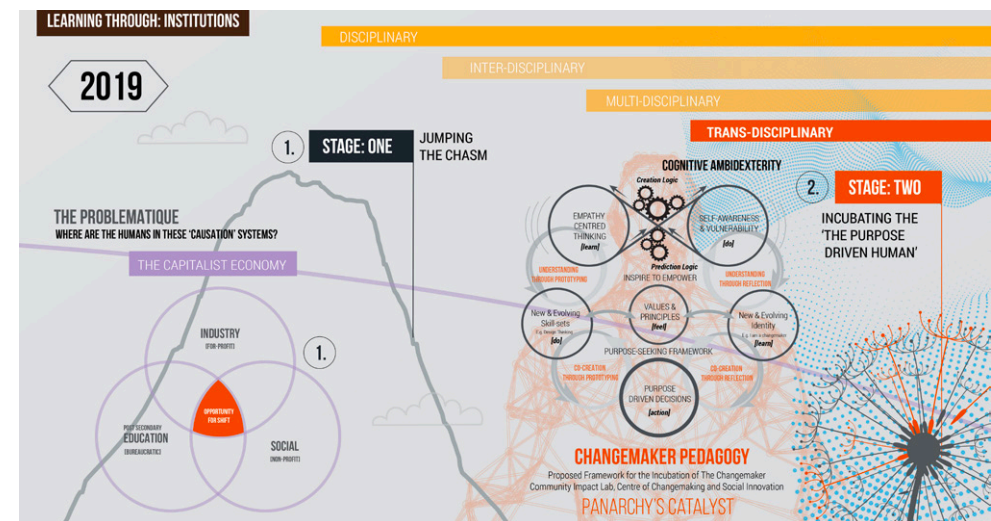 LEARNING THROUGH: INSTITUTIONS
DISCIPLINARY
INTER-DISCIPLINARY
MULTI-DISCIPLINARY
TRANS-DISCIPLINARY
2019
1.
STAGE: ONE
JUMPING
THE CHASM
THE PROBLEMATIQUE
WHERE ARE THE HUMANS IN THESE 'CAUSATION' SYSTEMS?
THE CAPITALIST ECONOMY
INDUSTRY
(FOR-PROFIT)
1.
OPPORTUNITY
FOR SHIFT
POST SECONDARY
EDUCATION
(BUREAUCRATIC)
SOCIAL
(NON-PROFIT)
COGNITIVE AMBIDEXTERITY
Creation Logic
EMPATHY
CENTRED
THINKING
[learn]
SELF-AWARENESS
& VULNERABILITY
[do]
Prediction Logic
INSPIRE TO EMPOWER
UNDERSTANDING
THROUGH PROTOTYPING
UNDERSTANDING
THROUGH REFLECTION
New & Evolving
Skill-sets
E.g. Design Thinking
[do]
VALUES &
PRINCIPLES
[feel]
New & Evolving
Identity
E.g. I am a changemaker
[learn]
PURPOSE-SEEKING FRAMEWORK
CO-CREATION
THROUGH PROTOTYPING
CO-CREATION
THROUGH REFLECTION
PURPOSE
DRIVEN DECISIONS
[action]
CHANGEMAKER PEDAGOGY
Proposed Framework for the Incubation of The Changemaker
Community Impact Lab, Centre of Changemaking and Social Innovation
PANARCHY'S CATALYST
2.
STAGE: TWO
INCUBATING THE
'THE PURPOSE
DRIVEN HUMAN'